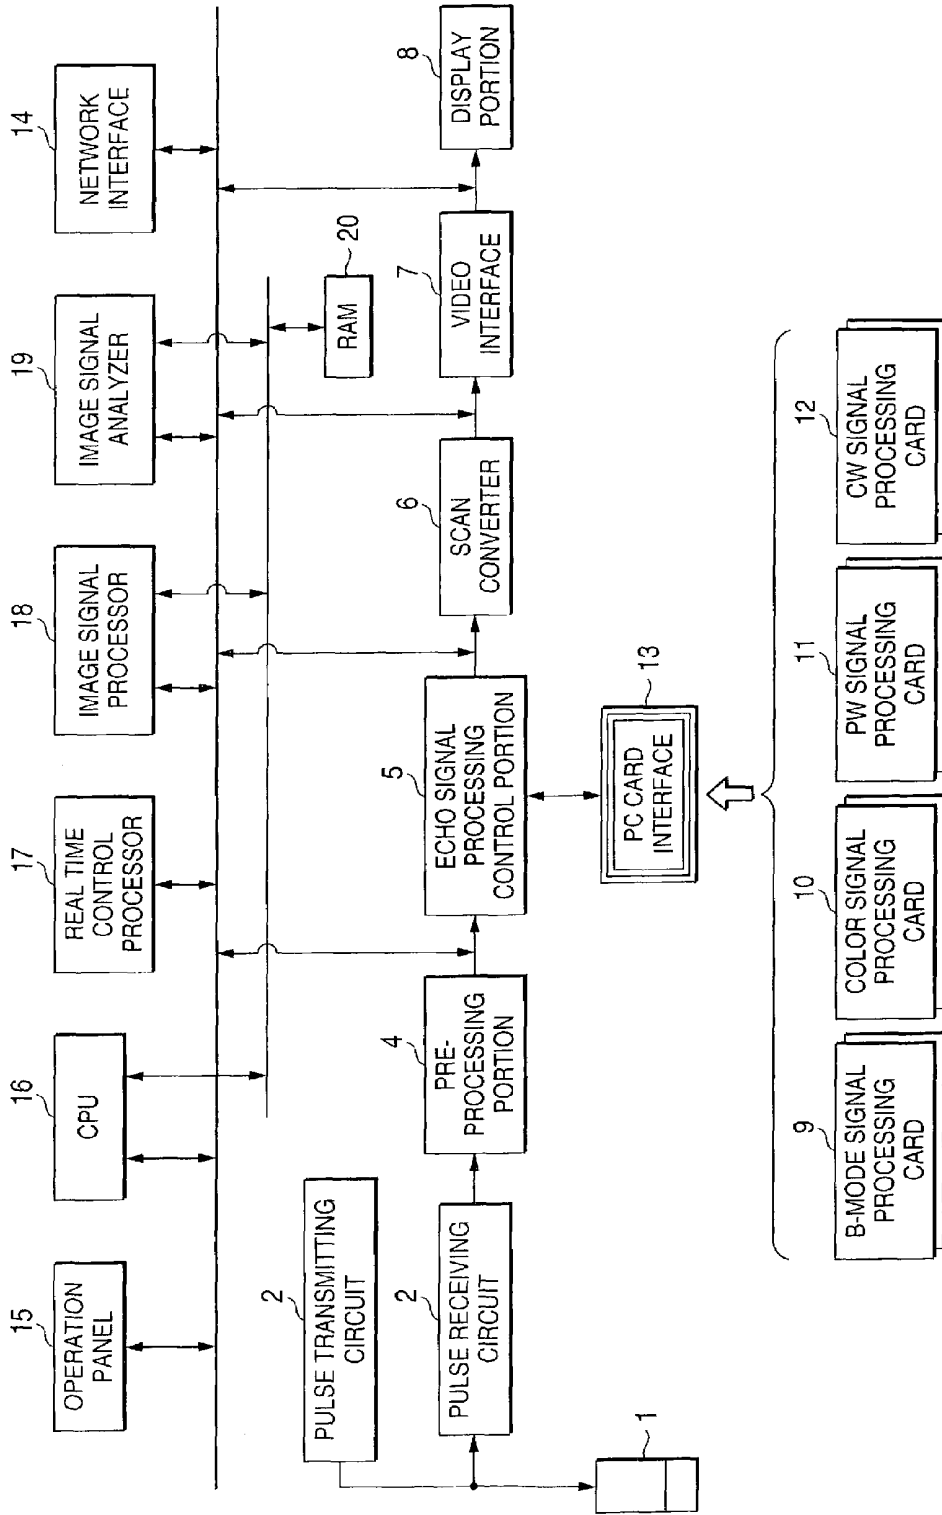 15
OPERATION
PANEL
16
CPU
17
REAL TIME
CONTROL
PROCESSOR
18
IMAGE SIGNAL
PROCESSOR
19
IMAGE SIGNAL
ANALYZER
14
NETWORK
INTERFACE
2
PULSE TRANSMITTING
CIRCUIT
20
RAM
2
PULSE RECEIVING
CIRCUIT
4
PRE-
PROCESSING
PORTION
5
ECHO SIGNAL
PROCESSING
CONTROL PORTION
6
SCAN
CONVERTER
7
VIDEO
INTERFACE
8
DISPLAY
PORTION
1
13
PC CARD
INTERFACE
9
B-MODE SIGNAL
PROCESSING
CARD
10
COLOR SIGNAL
PROCESSING
CARD
11
PW SIGNAL
PROCESSING
CARD
12
CW SIGNAL
PROCESSING
CARD